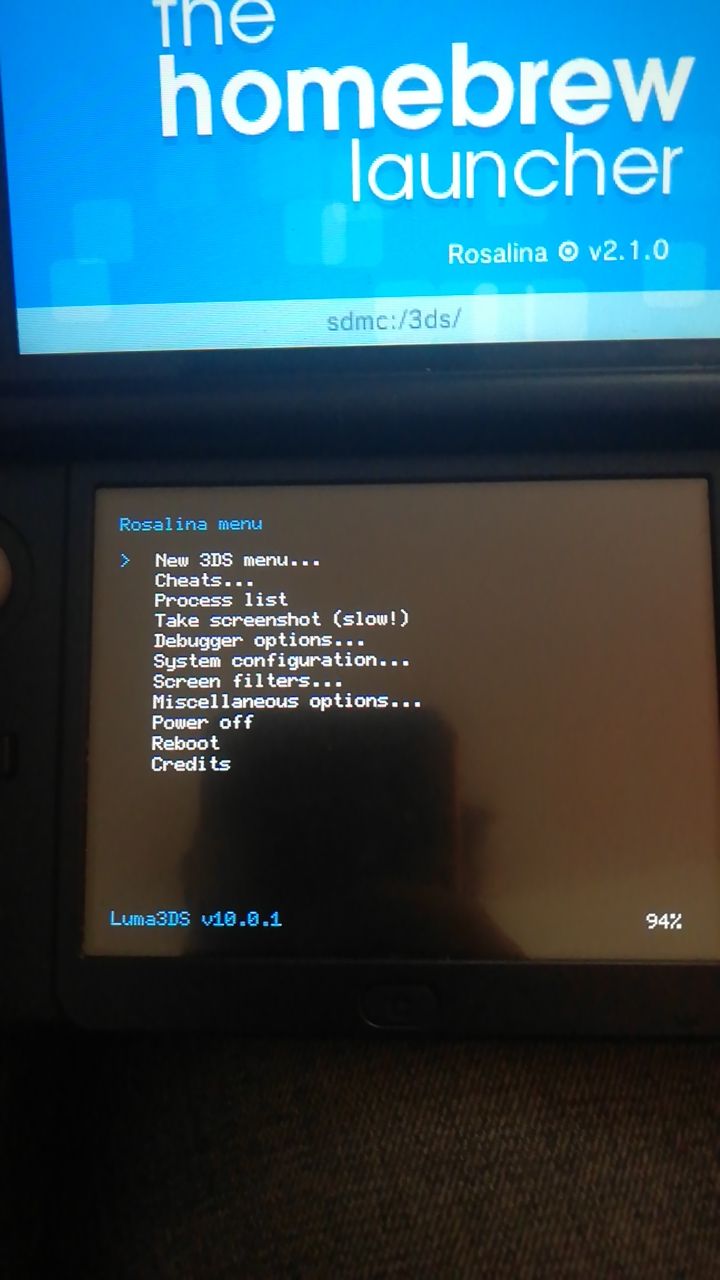 the
homebrew
launcher
Rosalina v2.1.0
sdmc:/3ds/
Rosalina menu
> New 3DS menu...
Cheats...
Process list
Take screenshot (slow!)
Debugger options...
System configuration...
Screen filters...
Miscellaneous options...
Power off
Reboot
Credits
Luma3DS v10.0.1
94%